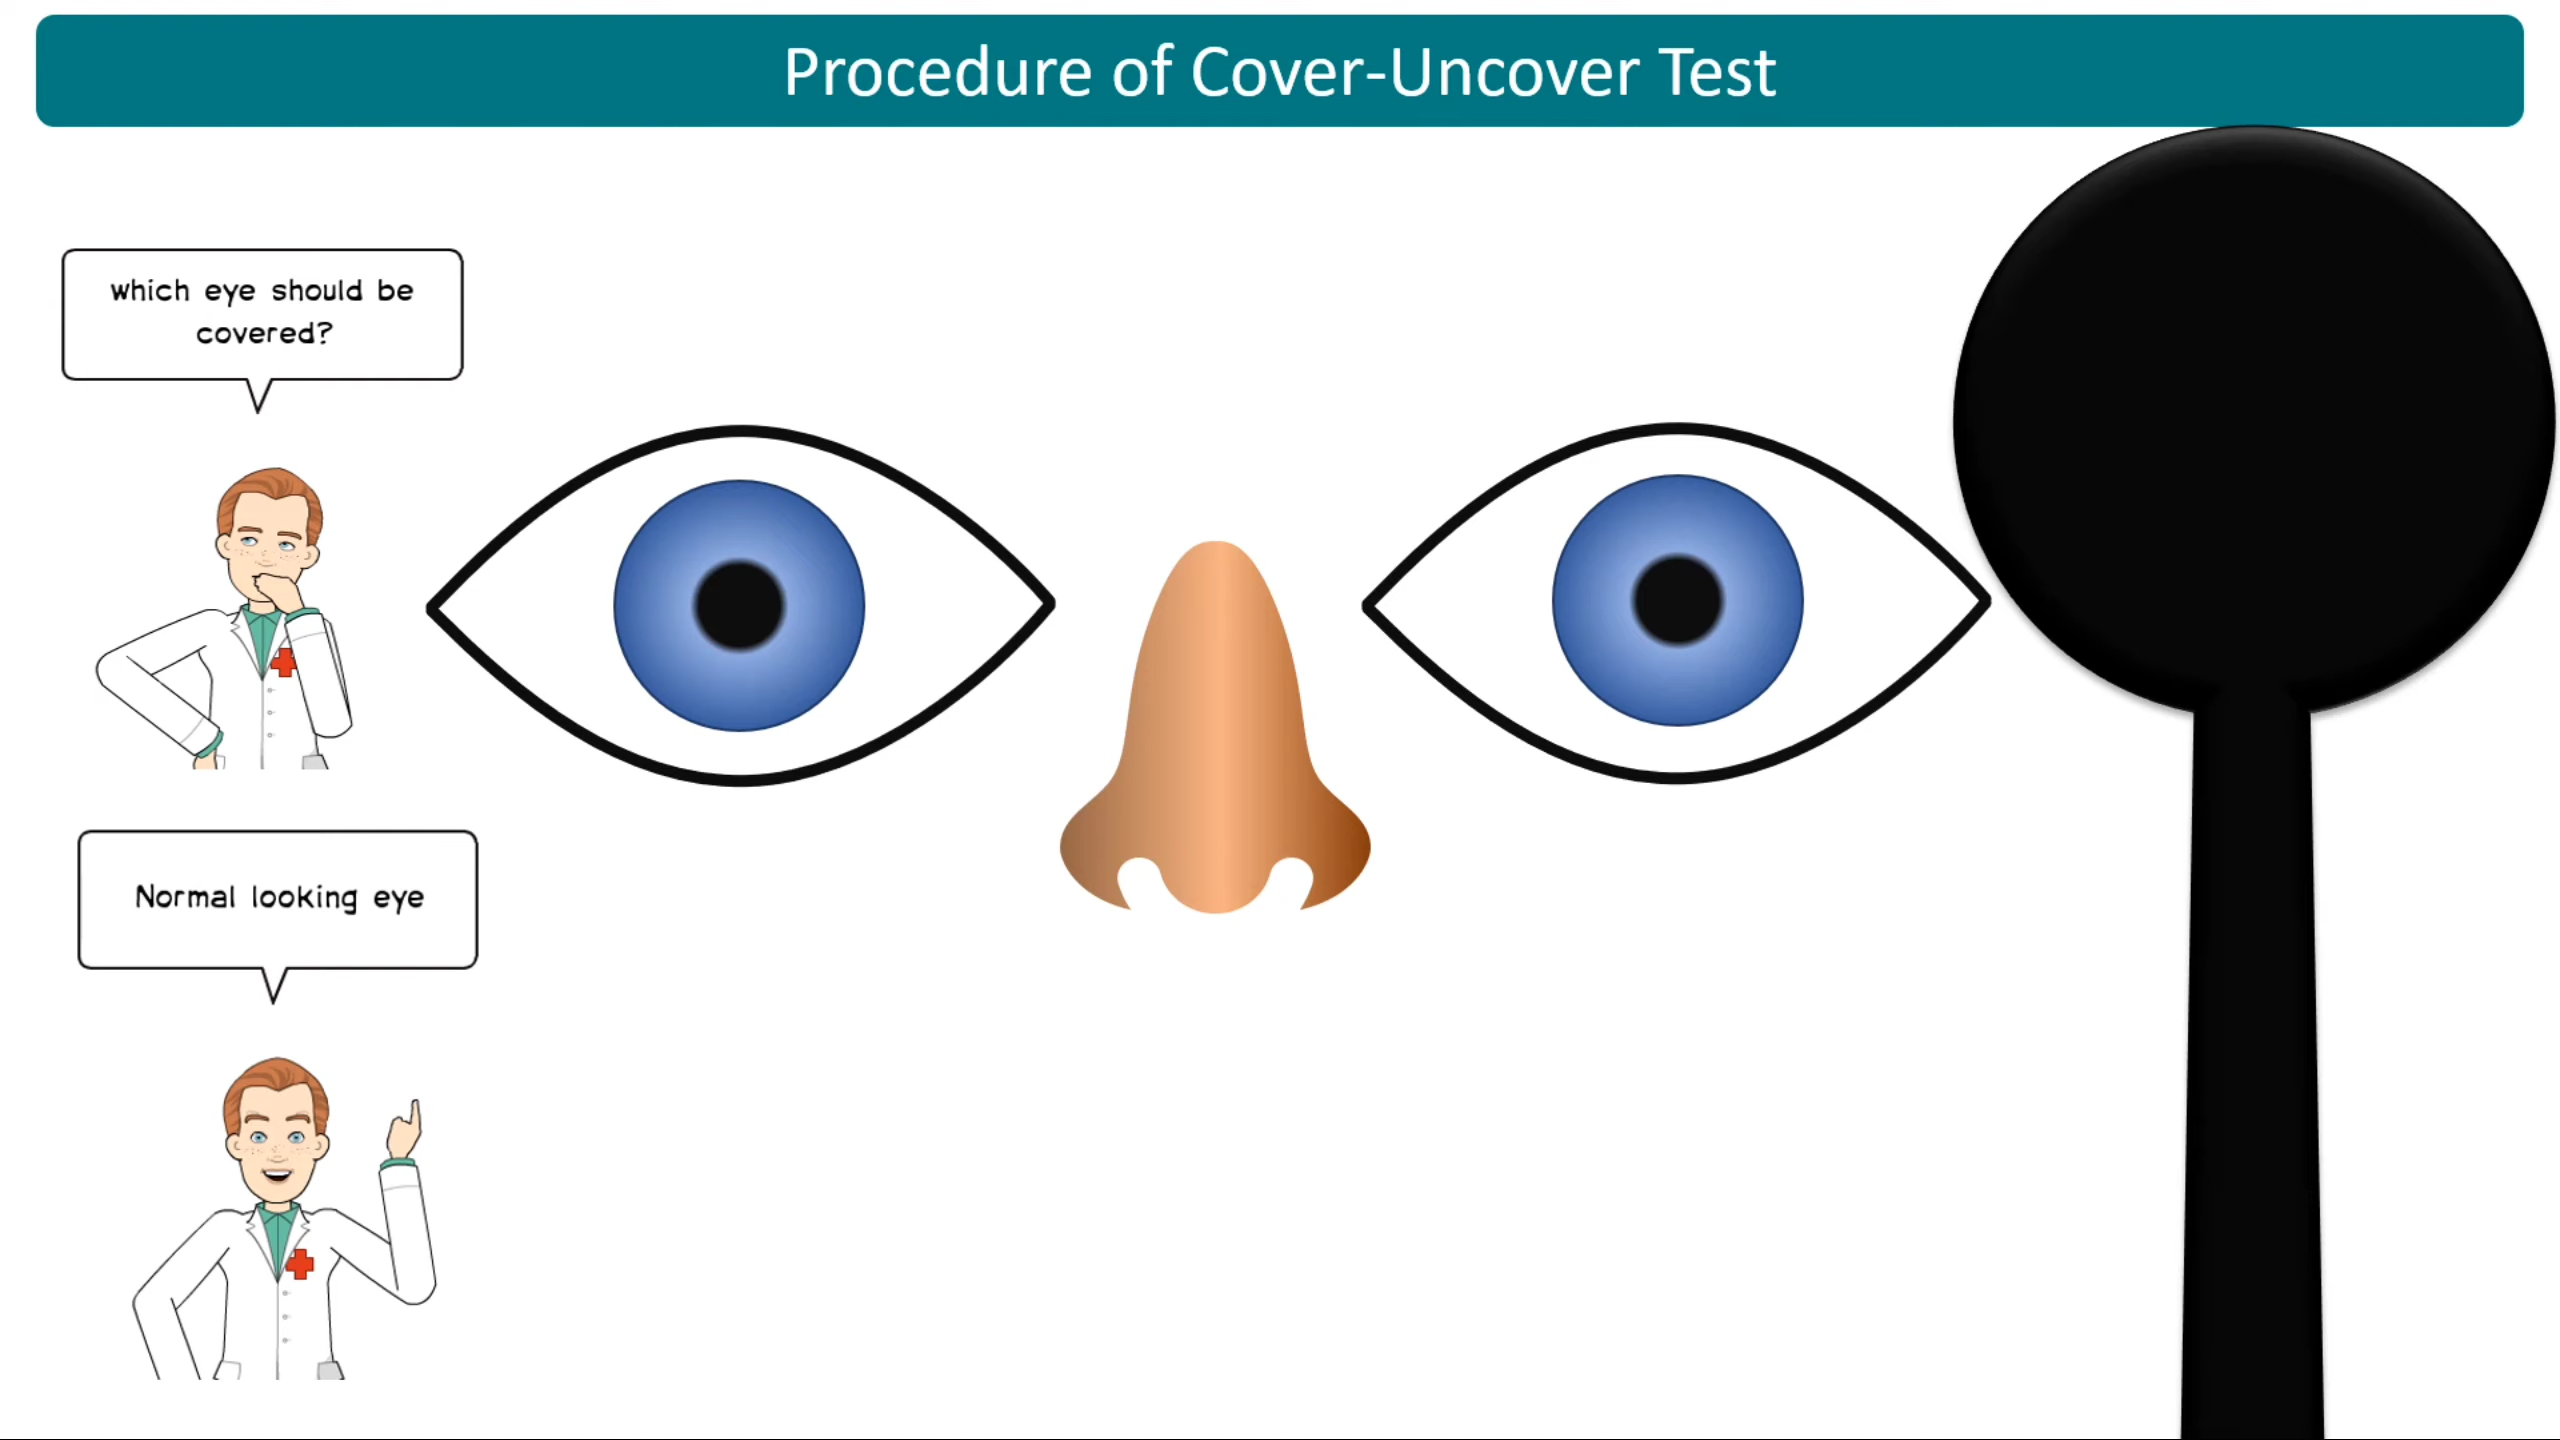 Procedure of Cover-Uncover Test
which eye should be
covered?
Normal looking eye